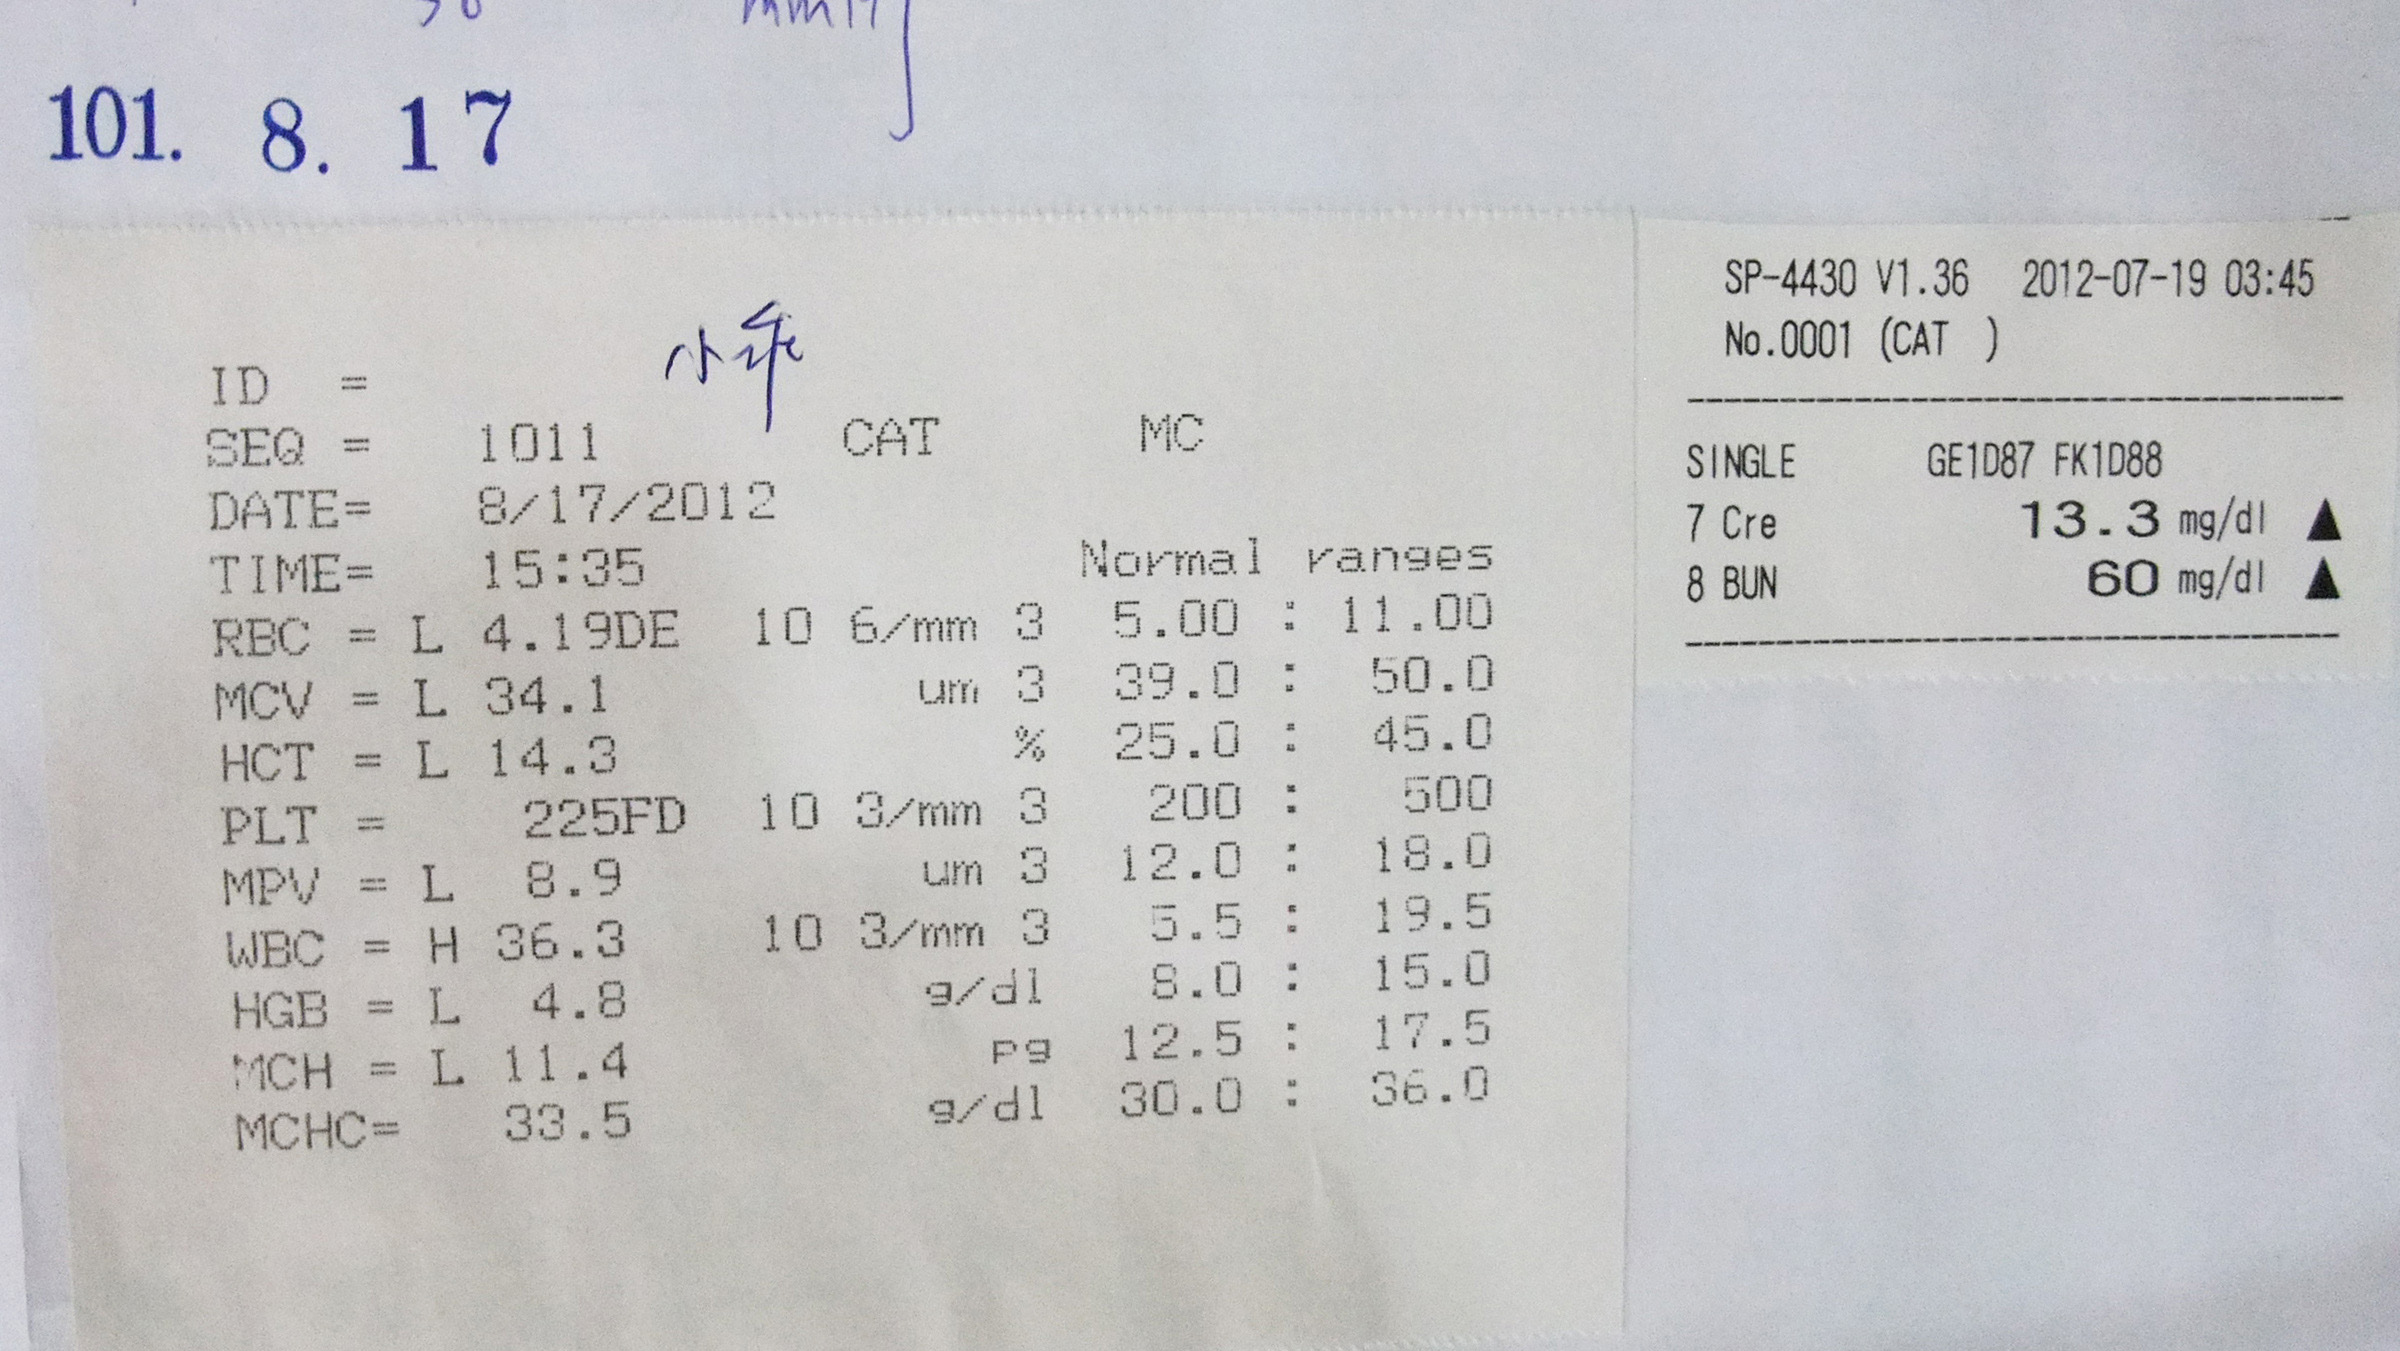 101. 8. 17
小乖
ID =
SEQ = 1011 CAT MC
DATE= 8/17/2012
TIME= 15:35 Normal ranges
RBC = L 4.19DE 10 6/mm 3 5.00 : 11.00
MCV = L 34.1 um 3 39.0 : 50.0
HCT = L 14.3 % 25.0 : 45.0
PLT = 225FD 10 3/mm 3 200 : 500
MPV = L 8.9 um 3 12.0 : 18.0
WBC = H 36.3 10 3/mm 3 5.5 : 19.5
HGB = L 4.8 g/dl 8.0 : 15.0
MCH = L 11.4 pg 12.5 : 17.5
MCHC= 33.5 g/dl 30.0 : 36.0
SP-4430 V1.36 2012-07-19 03:45
No.0001 (CAT )
SINGLE GE1D87 FK1D88
7 Cre 13.3 mg/dl ▲
8 BUN 60 mg/dl ▲